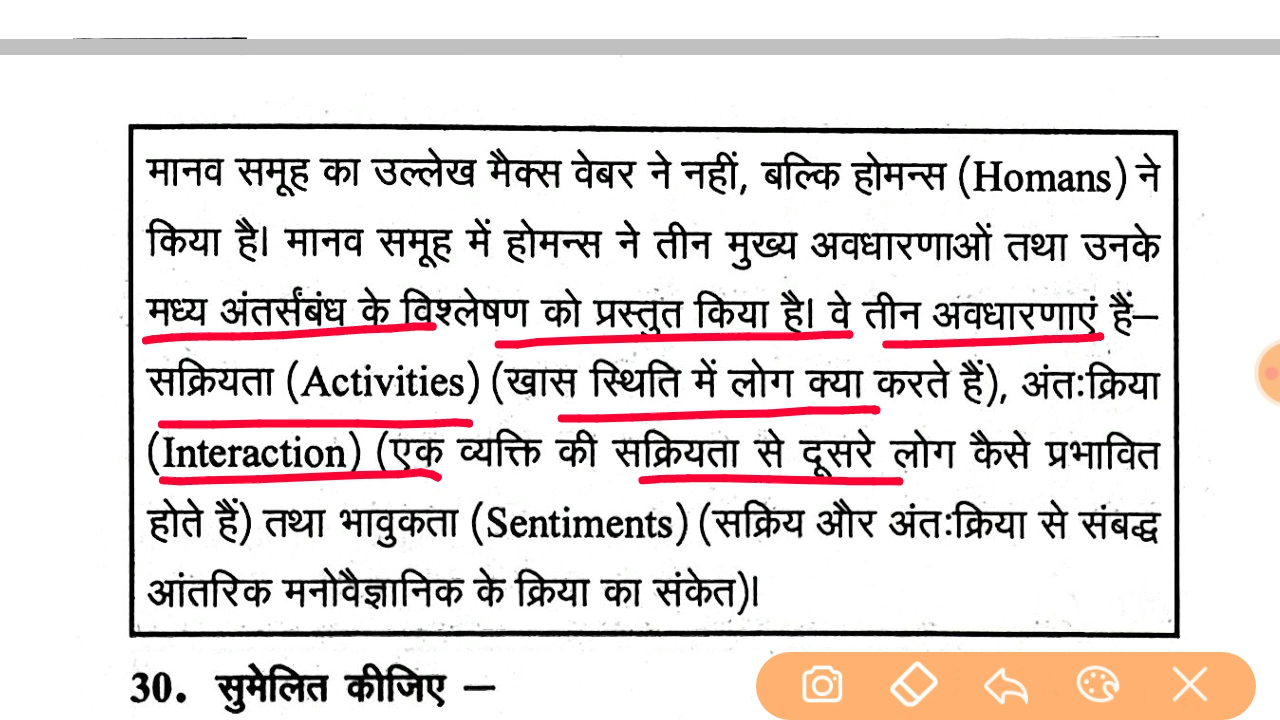 मानव समूह का उल्लेख मैक्स वेबर ने नहीं, बल्कि होमन्स (Homans) ने
किया है। मानव समूह में होमन्स ने तीन मुख्य अवधारणाओं तथा उनके
मध्य अंतर्संबंध के विश्लेषण को प्रस्तुत किया है। वे तीन अवधारणाएं हैं–
सक्रियता (Activities) (खास स्थिति में लोग क्या करते हैं), अंतःक्रिया
(Interaction) (एक व्यक्ति की सक्रियता से दूसरे लोग कैसे प्रभावित
होते हैं) तथा भावुकता (Sentiments) (सक्रिय और अंतःक्रिया से संबद्ध
आंतरिक मनोवैज्ञानिक के क्रिया का संकेत)।
30. सुमेलित कीजिए –